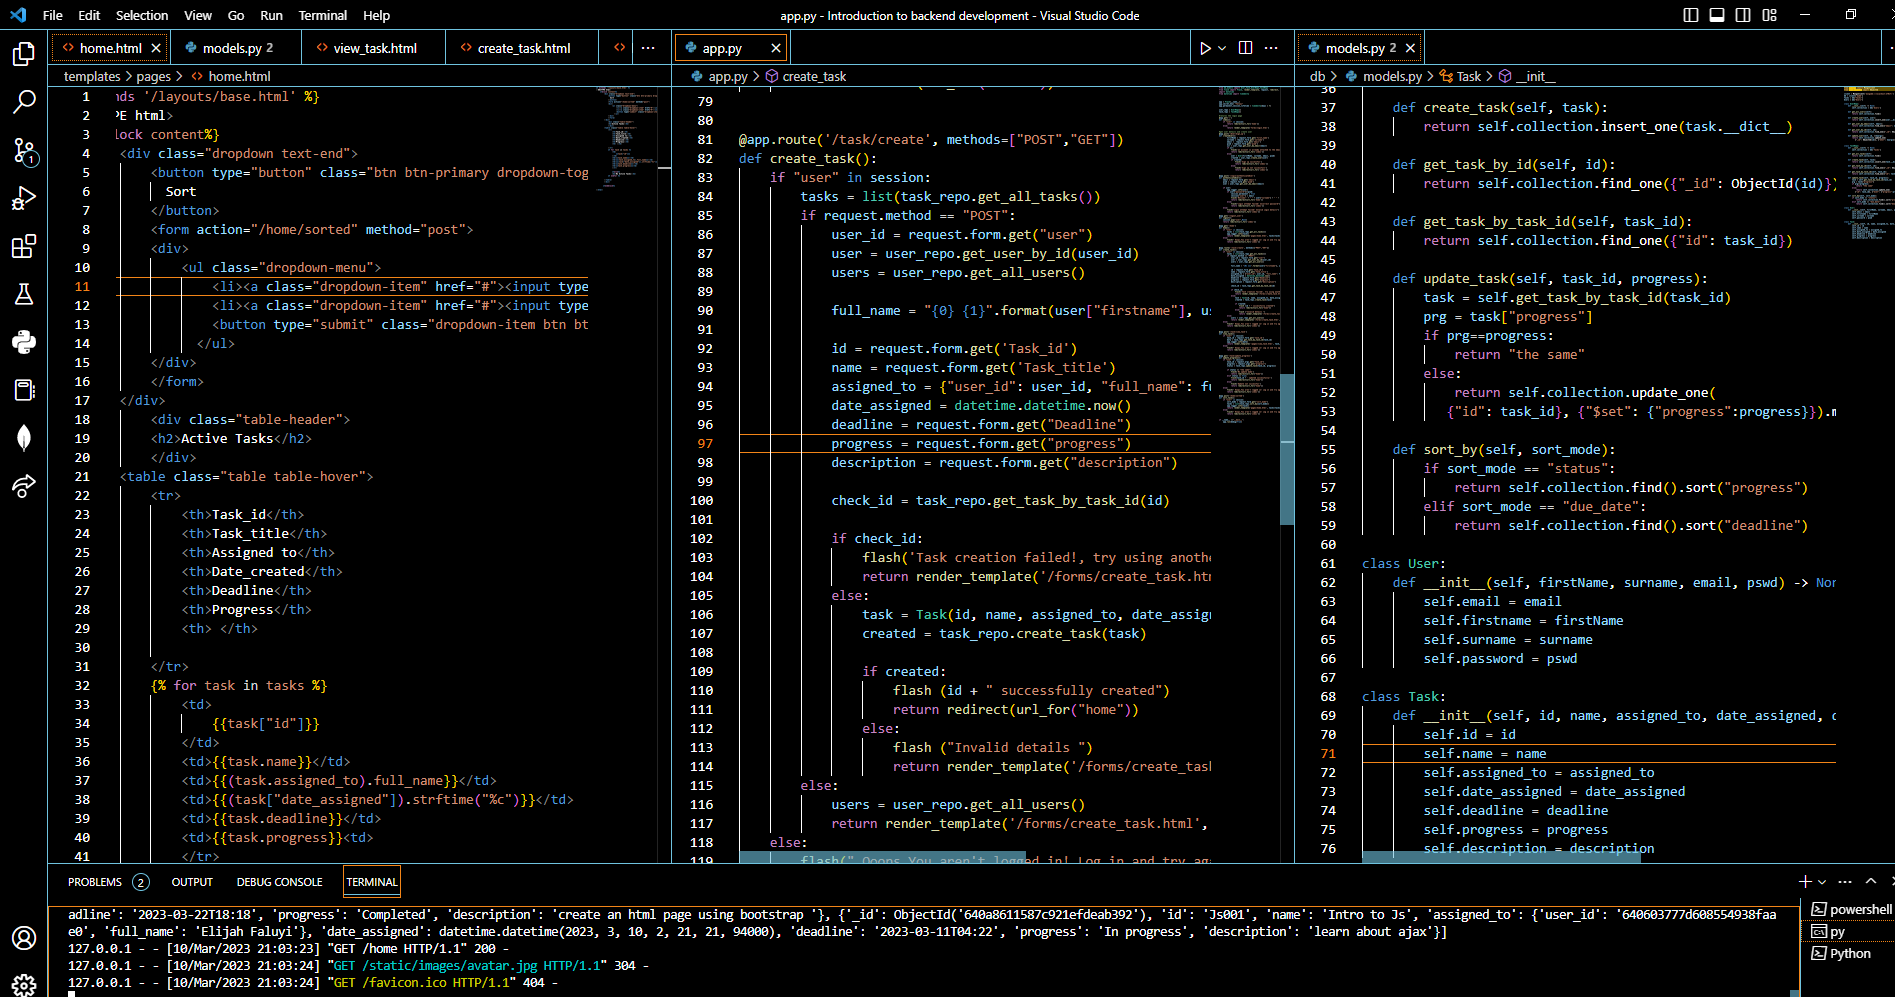 File Edit Selection View Go Run Terminal Help app.py - Introduction to backend development - Visual Studio Code
home.html models.py 2 view_task.html create_task.html
templates > pages > home.html
1 nds '/layouts/base.html' %}
2 PE html>
3 lock content%}
4 <div class="dropdown text-end">
5 <button type="button" class="btn btn-primary dropdown-tog
6 Sort
7 </button>
8 <form action="/home/sorted" method="post">
9 <div>
10 <ul class="dropdown-menu">
11 <li><a class="dropdown-item" href="#"><input type
12 <li><a class="dropdown-item" href="#"><input type
13 <button type="submit" class="dropdown-item btn bt
14 </ul>
15 </div>
16 </form>
17 </div>
18 <div class="table-header">
19 <h2>Active Tasks</h2>
20 </div>
21 <table class="table table-hover">
22 <tr>
23 <th>Task_id</th>
24 <th>Task_title</th>
25 <th>Assigned to</th>
26 <th>Date_created</th>
27 <th>Deadline</th>
28 <th>Progress</th>
29 <th> </th>
30
31 </tr>
32 {% for task in tasks %}
33 <td>
34 {{task["id"]}}
35 </td>
36 <td>{{task.name}}</td>
37 <td>{{(task.assigned_to).full_name}}</td>
38 <td>{{(task["date_assigned"]).strftime("%c")}}</td>
39 <td>{{task.deadline}}</td>
40 <td>{{task.progress}}<td>
41 </tr>
app.py
app.py > create_task
79
80
81 @app.route('/task/create', methods=["POST","GET"])
82 def create_task():
83 if "user" in session:
84 tasks = list(task_repo.get_all_tasks())
85 if request.method == "POST":
86 user_id = request.form.get("user")
87 user = user_repo.get_user_by_id(user_id)
88 users = user_repo.get_all_users()
89
90 full_name = "{0} {1}".format(user["firstname"], us
91
92 id = request.form.get('Task_id')
93 name = request.form.get('Task_title')
94 assigned_to = {"user_id": user_id, "full_name": fu
95 date_assigned = datetime.datetime.now()
96 deadline = request.form.get("Deadline")
97 progress = request.form.get("progress")
98 description = request.form.get("description")
99
100 check_id = task_repo.get_task_by_task_id(id)
101
102 if check_id:
103 flash('Task creation failed!, try using anothe
104 return render_template('/forms/create_task.htm
105 else:
106 task = Task(id, name, assigned_to, date_assign
107 created = task_repo.create_task(task)
108
109 if created:
110 flash (id + " successfully created")
111 return redirect(url_for("home"))
112 else:
113 flash ("Invalid details ")
114 return render_template('/forms/create_task
115 else:
116 users = user_repo.get_all_users()
117 return render_template('/forms/create_task.html',
118 else:
119 flash(" Ooops You aren't logged in! Log in and try aga
models.py 2
db > models.py > Task > __init__
36
37 def create_task(self, task):
38 return self.collection.insert_one(task.__dict__)
39
40 def get_task_by_id(self, id):
41 return self.collection.find_one({"_id": ObjectId(id)})
42
43 def get_task_by_task_id(self, task_id):
44 return self.collection.find_one({"id": task_id})
45
46 def update_task(self, task_id, progress):
47 task = self.get_task_by_task_id(task_id)
48 prg = task["progress"]
49 if prg==progress:
50 return "the same"
51 else:
52 return self.collection.update_one(
53 {"id": task_id}, {"$set": {"progress":progress}}).m
54
55 def sort_by(self, sort_mode):
56 if sort_mode == "status":
57 return self.collection.find().sort("progress")
58 elif sort_mode == "due_date":
59 return self.collection.find().sort("deadline")
60
61 class User:
62 def __init__(self, firstName, surname, email, pswd) -> Non
63 self.email = email
64 self.firstname = firstName
65 self.surname = surname
66 self.password = pswd
67
68 class Task:
69 def __init__(self, id, name, assigned_to, date_assigned, d
70 self.id = id
71 self.name = name
72 self.assigned_to = assigned_to
73 self.date_assigned = date_assigned
74 self.deadline = deadline
75 self.progress = progress
76 self.description = description
PROBLEMS 2 OUTPUT DEBUG CONSOLE TERMINAL
adline': '2023-03-22T18:18', 'progress': 'Completed', 'description': 'create an html page using bootstrap '}, {'_id': ObjectId('640a8611587c921efdeab392'), 'id': 'Js001', 'name': 'Intro to Js', 'assigned_to': {'user_id': '640603777d608554938faa
e0', 'full_name': 'Elijah Faluyi'}, 'date_assigned': datetime.datetime(2023, 3, 10, 2, 21, 21, 94000), 'deadline': '2023-03-11T04:22', 'progress': 'In progress', 'description': 'learn about ajax'}]
127.0.0.1 - - [10/Mar/2023 21:03:23] "GET /home HTTP/1.1" 200 -
127.0.0.1 - - [10/Mar/2023 21:03:24] "GET /static/images/avatar.jpg HTTP/1.1" 304 -
127.0.0.1 - - [10/Mar/2023 21:03:24] "GET /favicon.ico HTTP/1.1" 404 -
powershell
py
Python
1